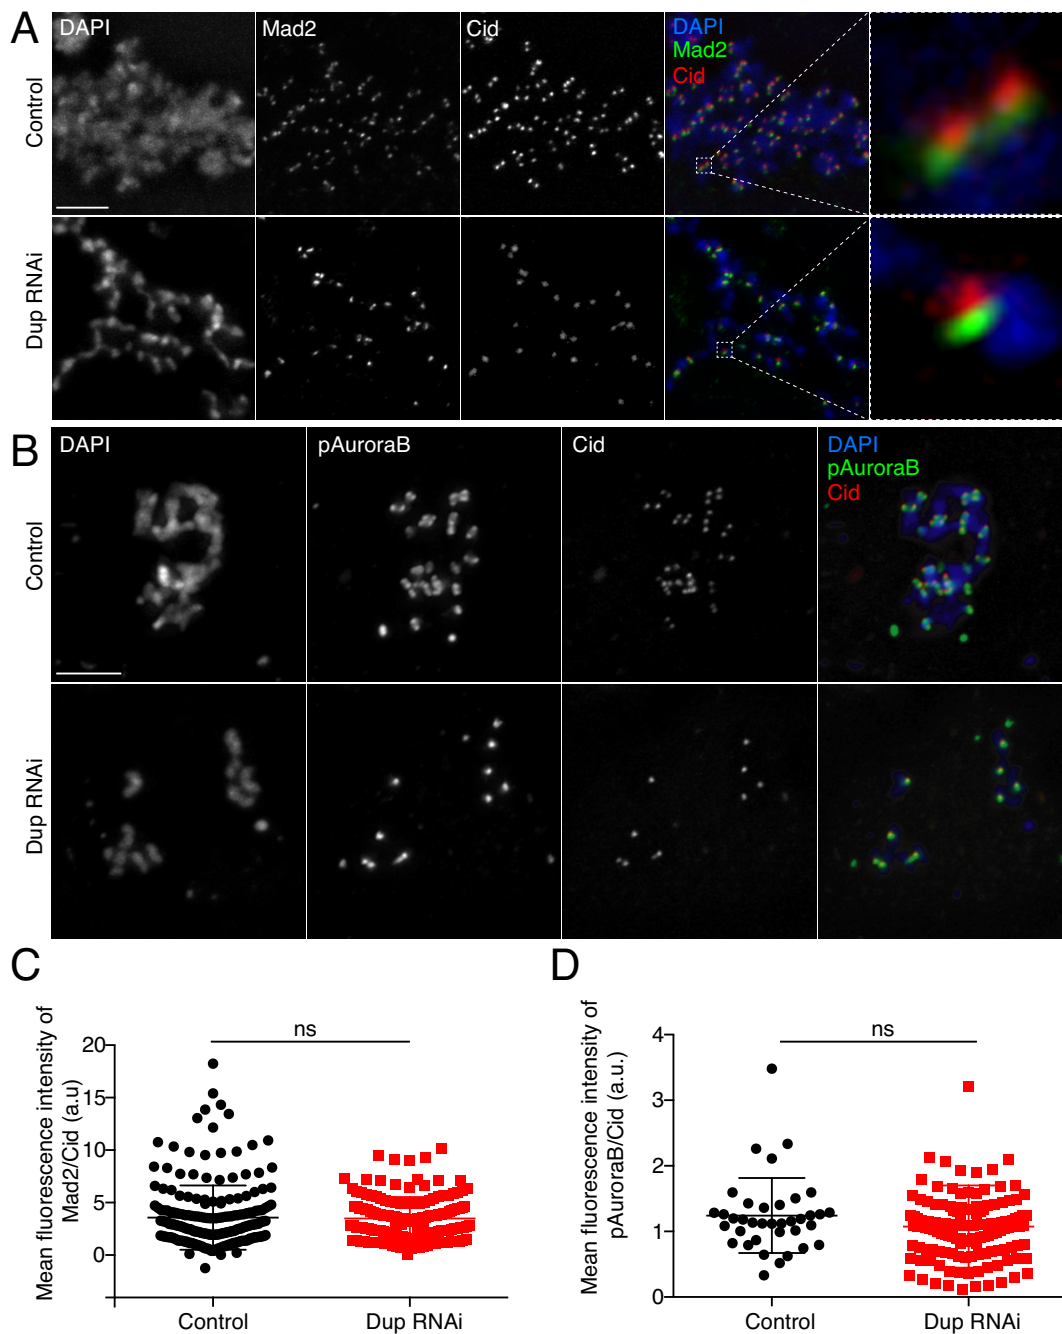 A
DAPI
Mad2
Cid
DAPI
Mad2
Cid
Control
Dup RNAi
B
DAPI
pAuroraB
Cid
DAPI
pAuroraB
Cid
Control
Dup RNAi
C
Mean fluorescence intensity of
Mad2/Cid (a.u)
ns
20
15
10
5
0
Control
Dup RNAi
D
Mean fluorescence intensity of
pAuroraB/Cid (a.u.)
ns
4
3
2
1
0
Control
Dup RNAi